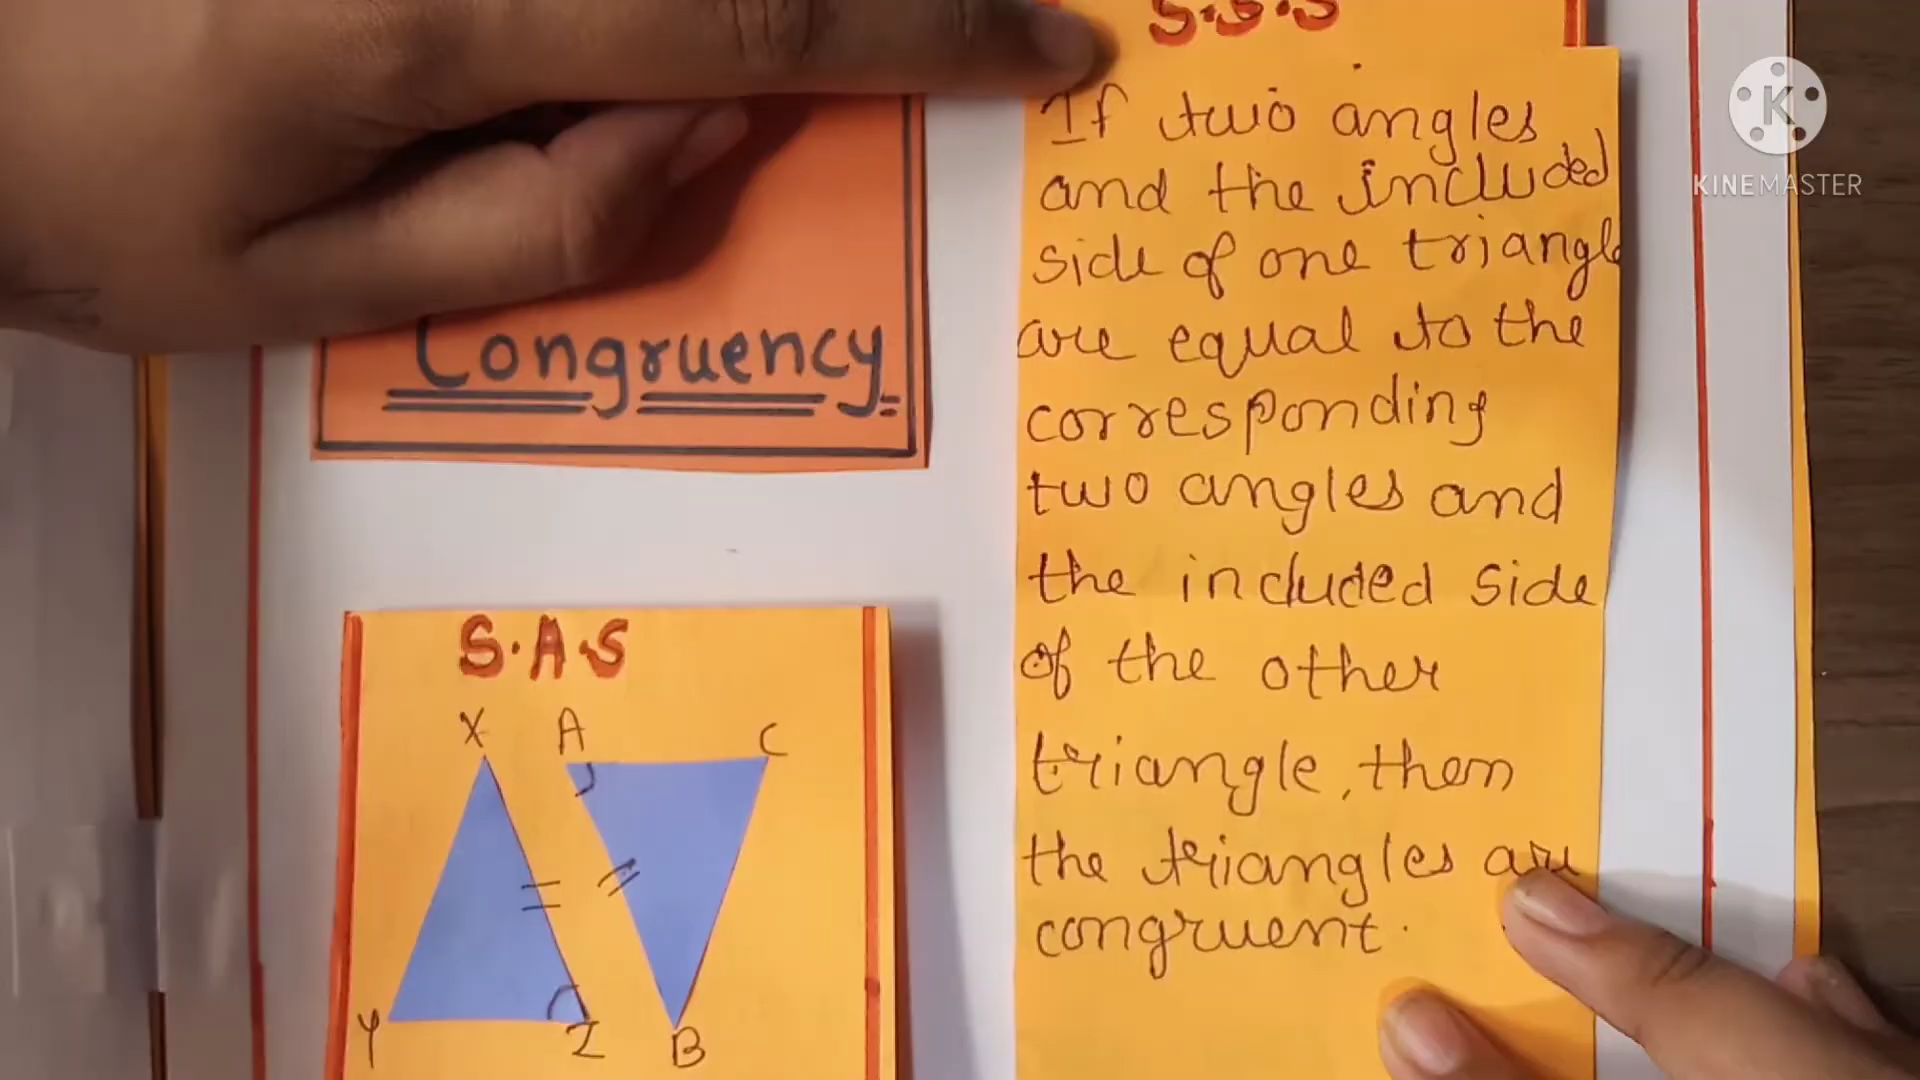 S.S.S
If two angles
and the included
side of one triangle
are equal to the
corresponding
two angles and
the included side
of the other
triangle, then
the triangles are
congruent.
Congruency
S.A.S
X A C
Y Z B
K
KINEMASTER